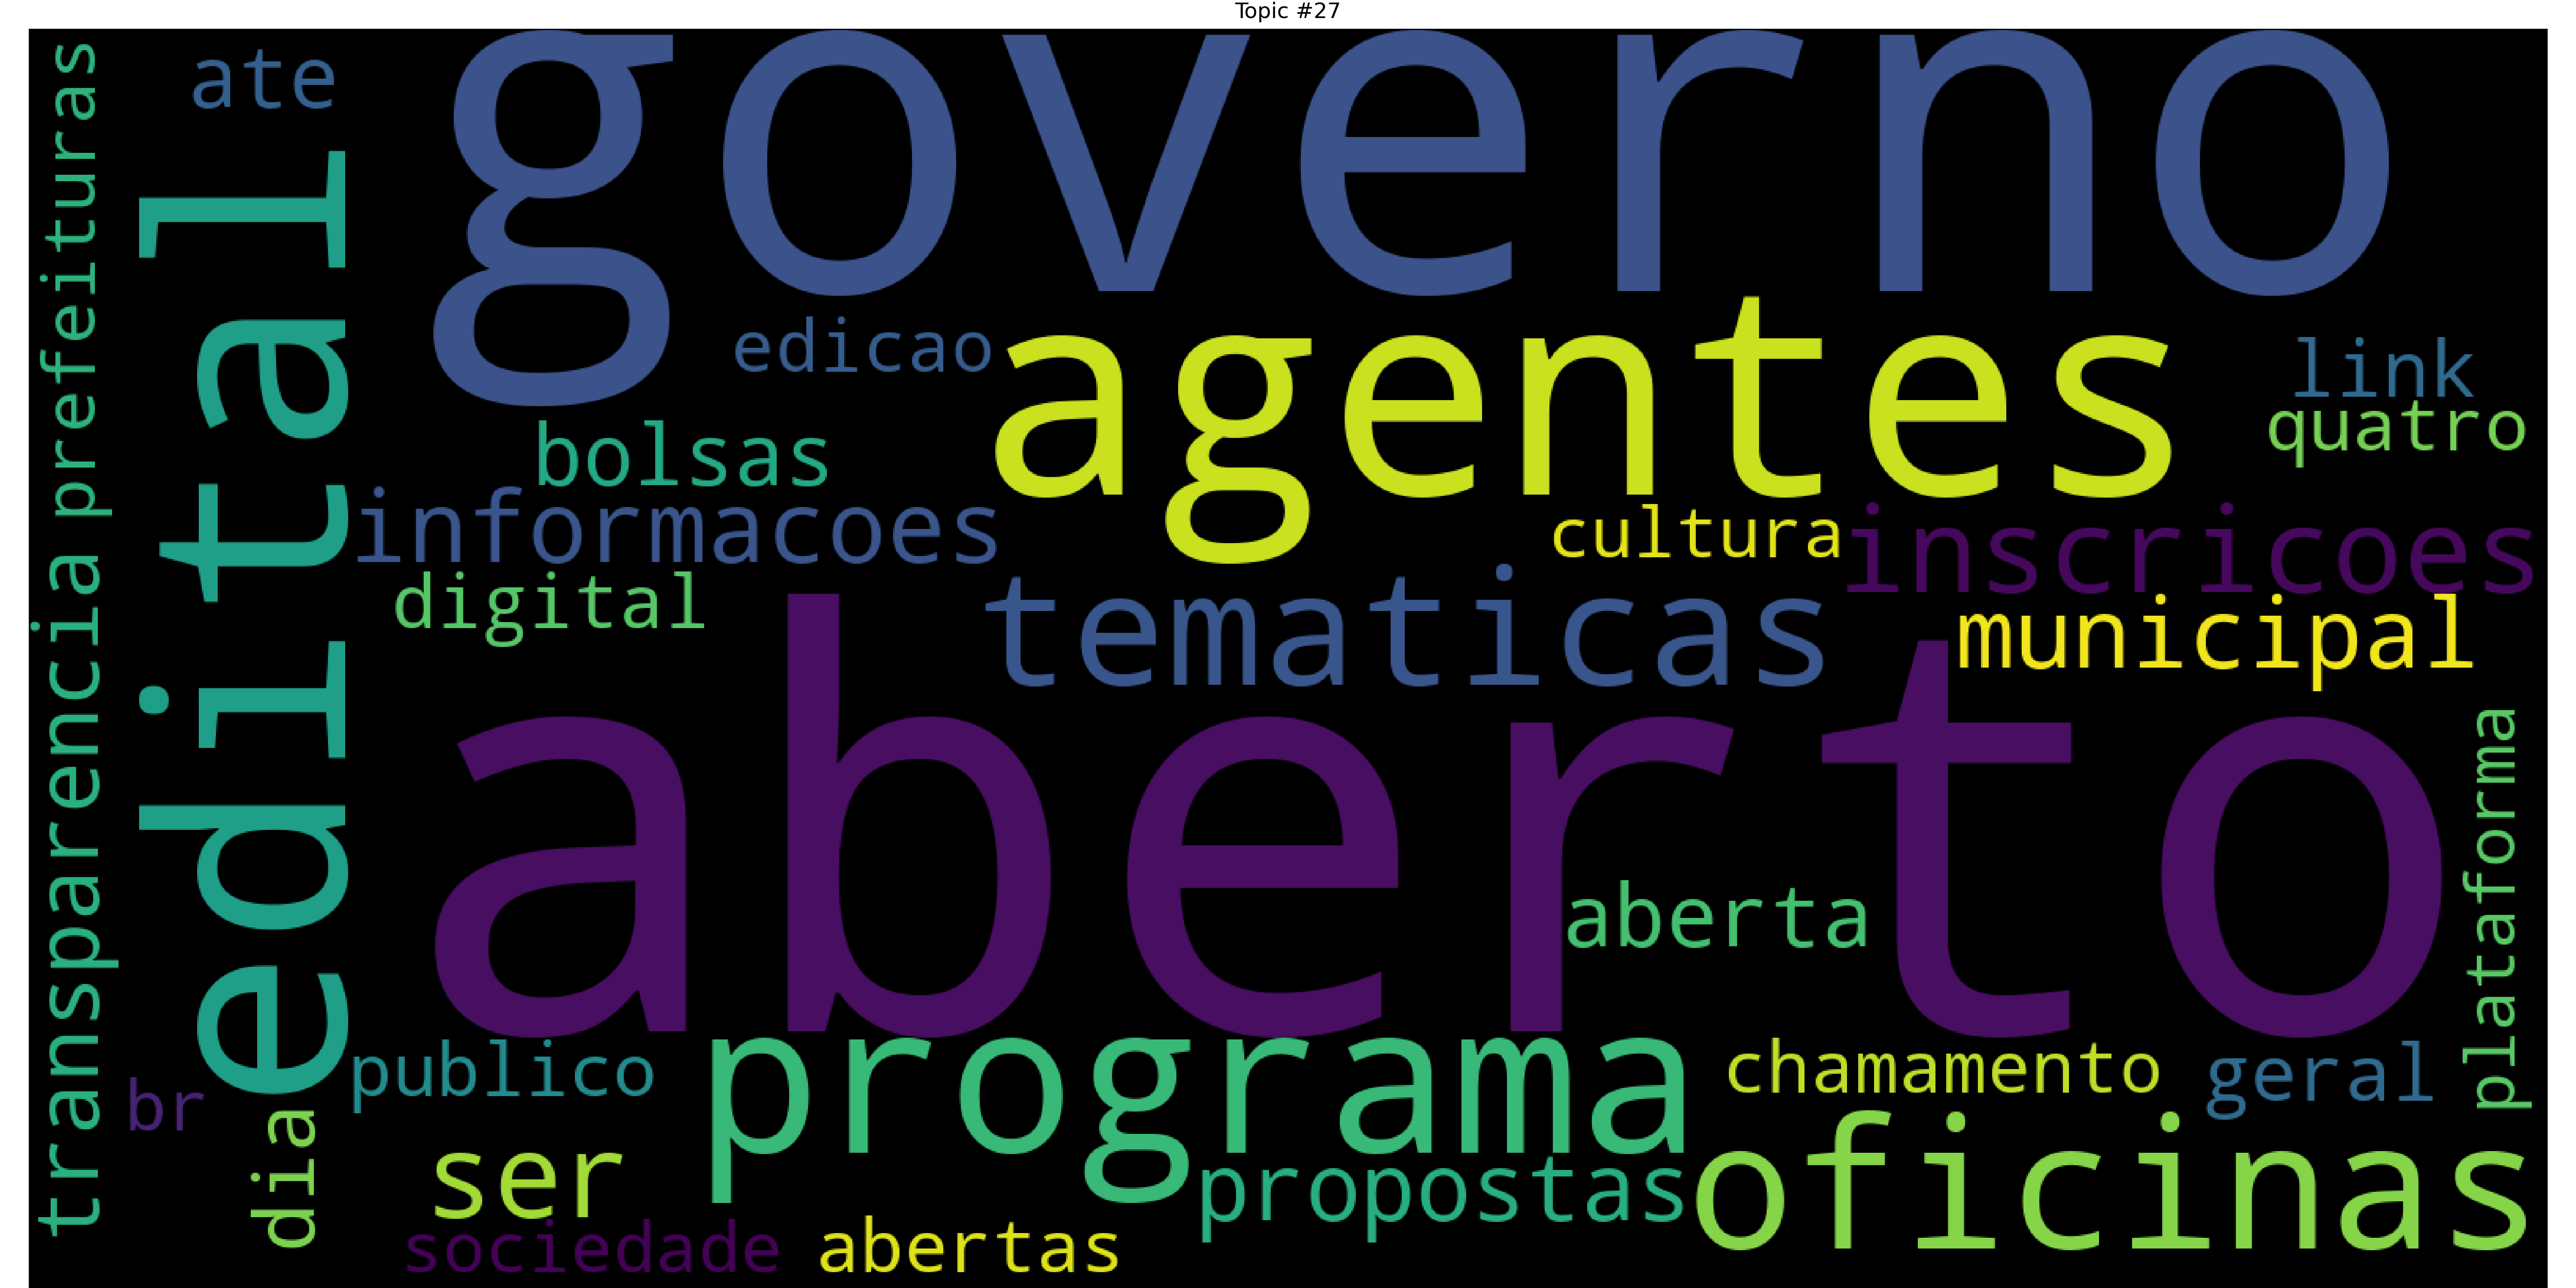 Topic #27
governo
ate
edital
prefeituras
transparencia
edicao
agentes
link
quatro
bolsas
informacoes
cultura
inscricoes
digital
tematicas
municipal
aberto
aberta
plataforma
publico
programa
chamamento
geral
br
dia
ser
propostas
oficinas
sociedade
abertas